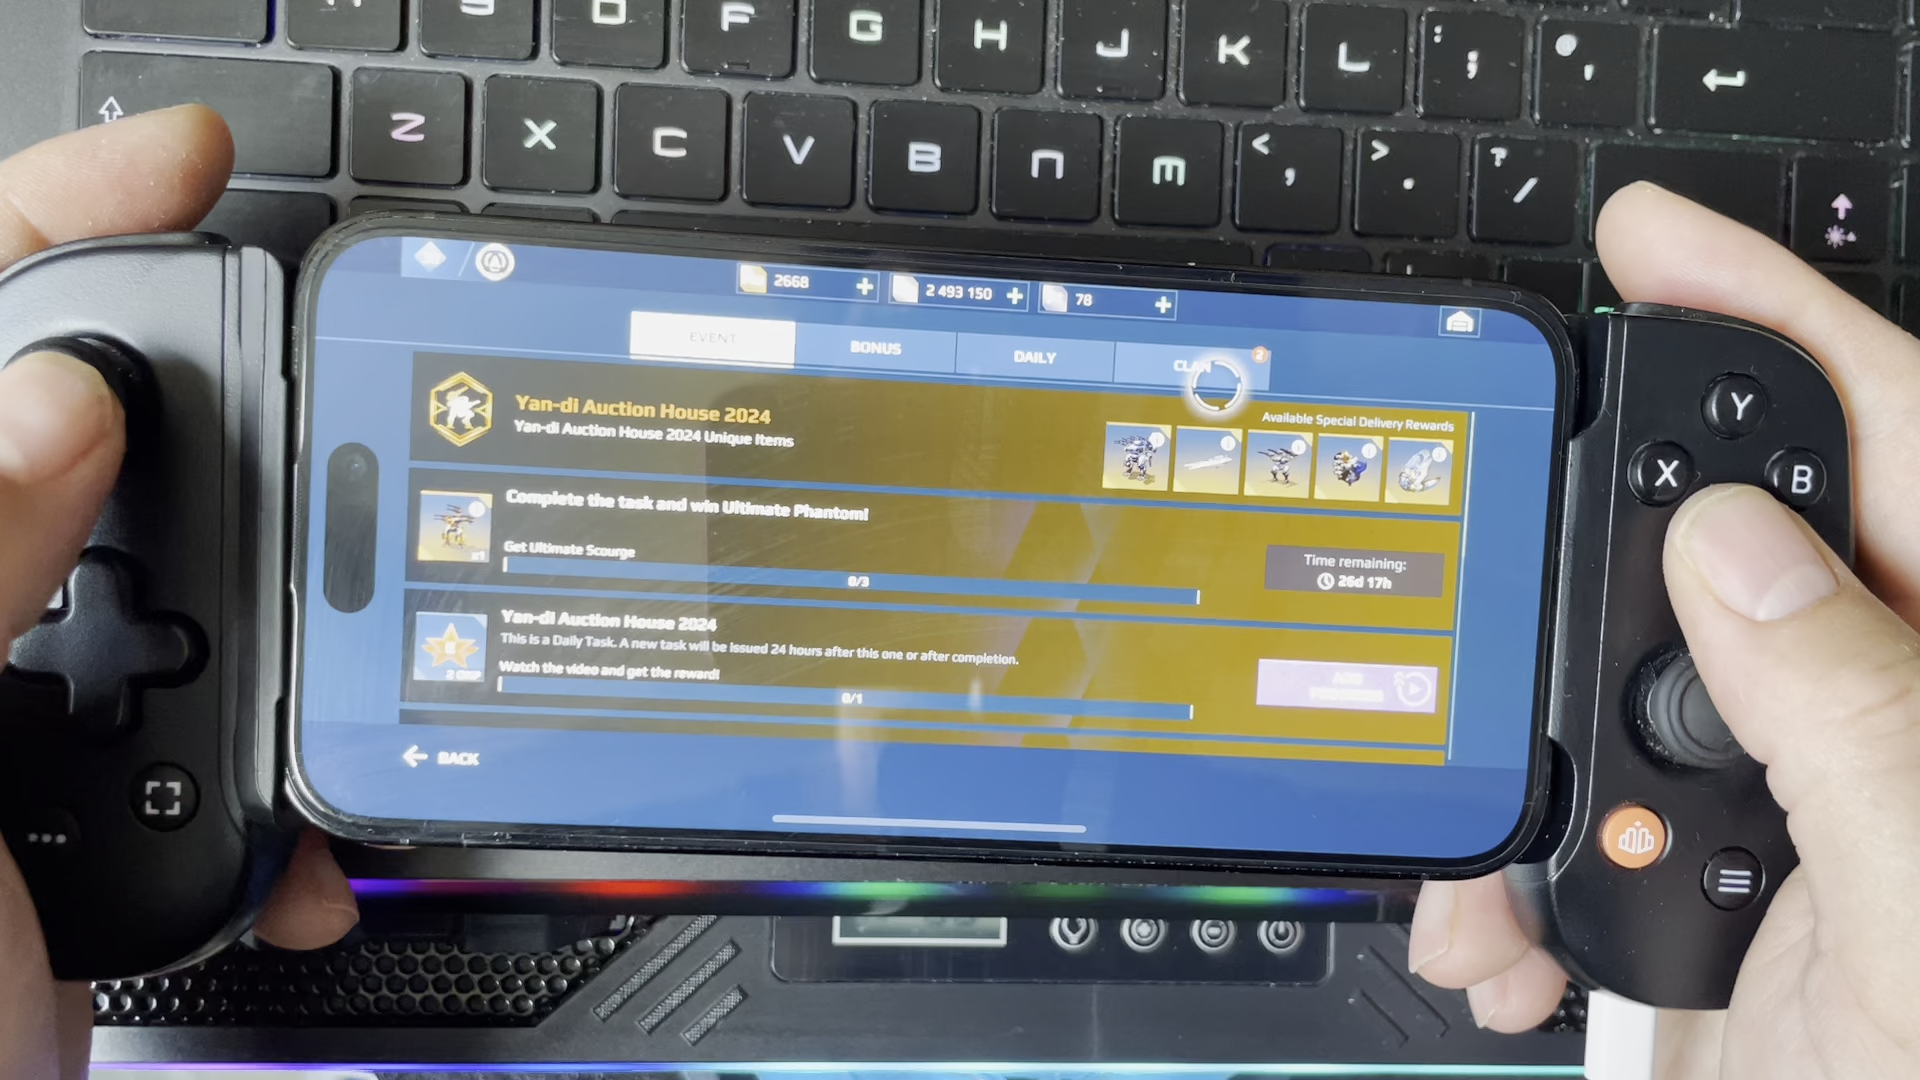 F G H J K L : ; ,
Z X C V B N M < , > . ? /
2668 + 2 493 150 + 78 +
EVENT BONUS DAILY CLAN 2
Yan-di Auction House 2024
Yan-di Auction House 2024 Unique Items
Available Special Delivery Rewards
Complete the task and win Ultimate Phantom!
x1
Get Ultimate Scourge
0/3
Time remaining:
26d 17h
Yan-di Auction House 2024
This is a Daily Task. A new task will be issued 24 hours after this one or after completion.
Watch the video and get the reward!
0/1
BACK
Y
X B